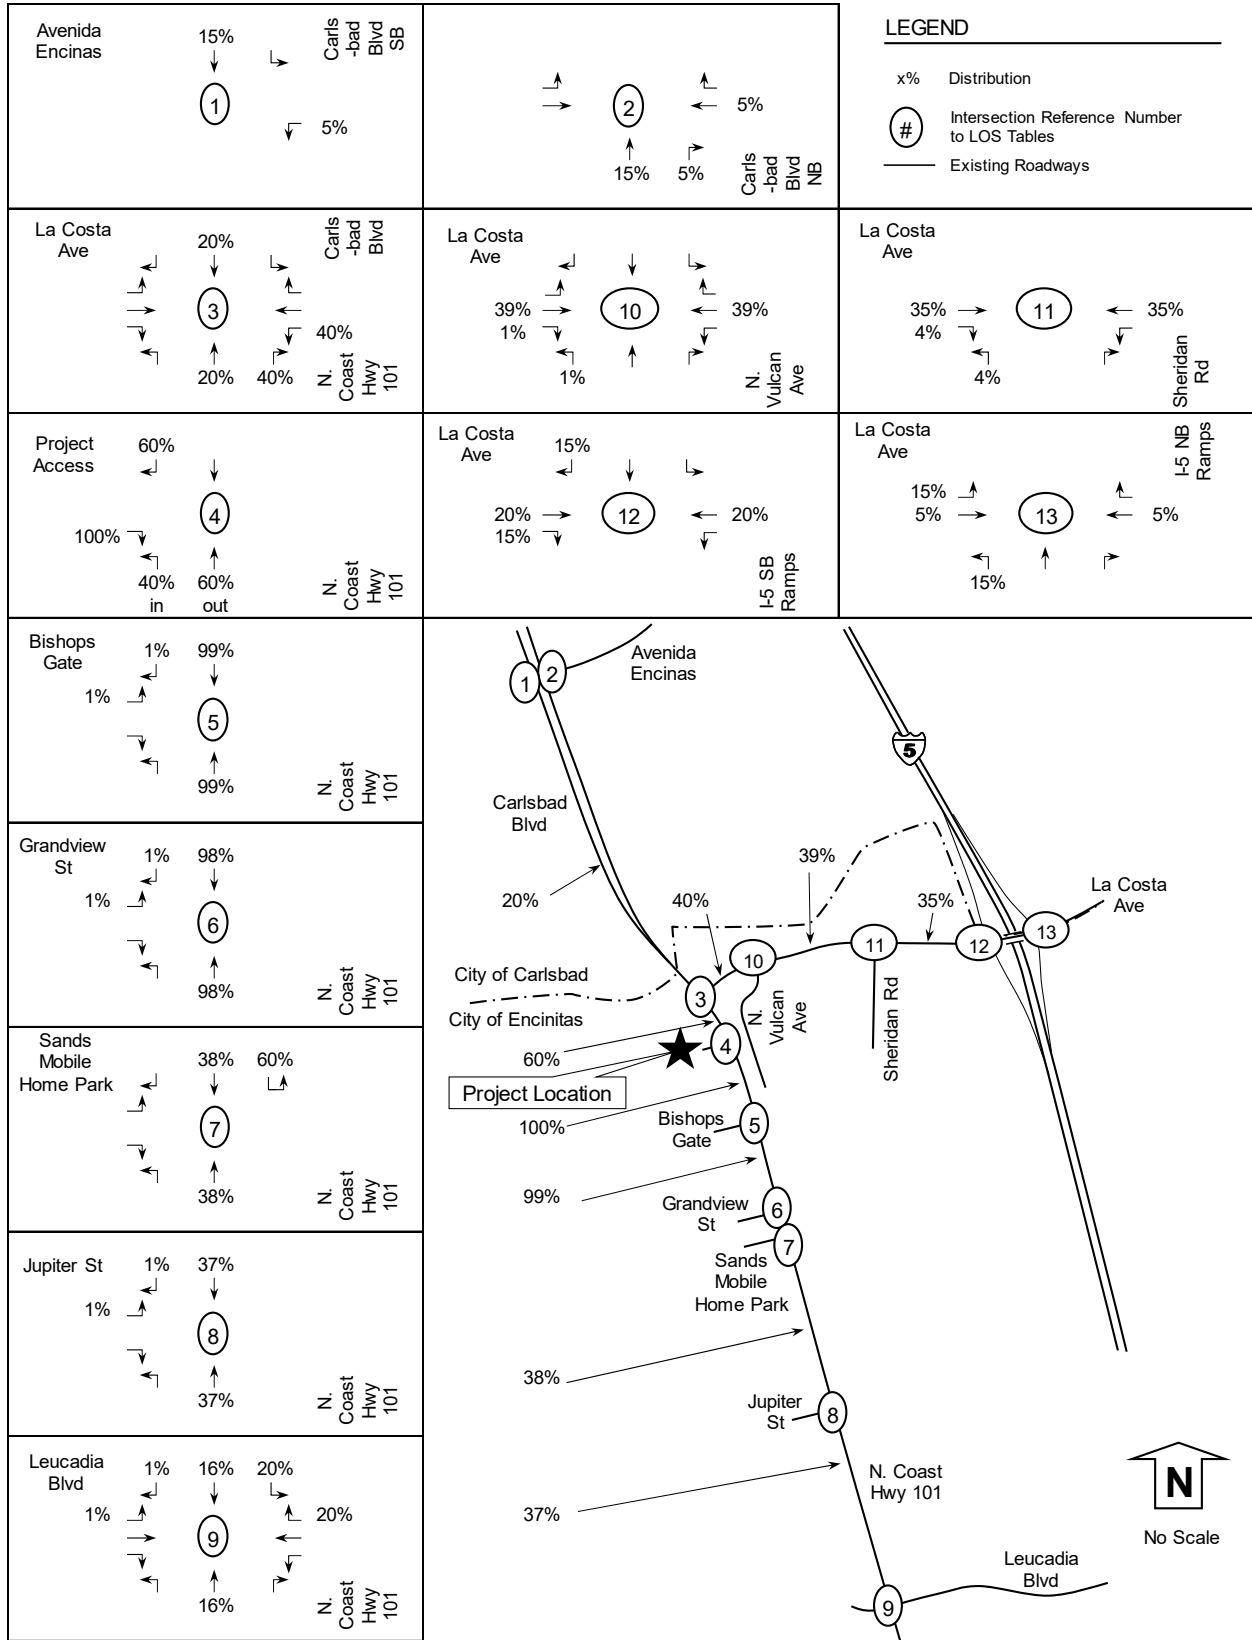 Avenida
Encinas
15%
Carls
-bad
Blvd
SB
1
5%
2
5%
15%
5%
Carls
-bad
Blvd
NB
LEGEND
x% Distribution
# Intersection Reference Number
to LOS Tables
Existing Roadways
La Costa
Ave
20%
Carls
-bad
Blvd
3
40%
20%
40%
N.
Coast
Hwy
101
La Costa
Ave
39%
10
39%
1%
1%
N.
Vulcan
Ave
La Costa
Ave
35%
11
35%
4%
4%
Sheridan
Rd
Project
Access
60%
4
100%
40%
in
60%
out
N.
Coast
Hwy
101
La Costa
Ave
15%
20%
12
20%
15%
I-5 SB
Ramps
La Costa
Ave
I-5 NB
Ramps
15%
5%
13
5%
15%
Bishops
Gate
1%
99%
1%
5
99%
N.
Coast
Hwy
101
Grandview
St
1%
98%
1%
6
98%
N.
Coast
Hwy
101
Sands
Mobile
Home Park
38%
60%
7
38%
N.
Coast
Hwy
101
Jupiter St
1%
37%
1%
8
37%
N.
Coast
Hwy
101
Leucadia
Blvd
1%
16%
20%
1%
20%
9
16%
N.
Coast
Hwy
101
Avenida
Encinas
1
2
5
Carlsbad
Blvd
20%
39%
40%
35%
La Costa
Ave
10
11
12
13
City of Carlsbad
City of Encinitas
3
N.
Vulcan
Ave
Sheridan Rd
60%
4
Project Location
100%
Bishops
Gate
5
99%
Grandview
St
6
7
Sands
Mobile
Home Park
38%
Jupiter
St
8
37%
N. Coast
Hwy 101
N
No Scale
Leucadia
Blvd
9